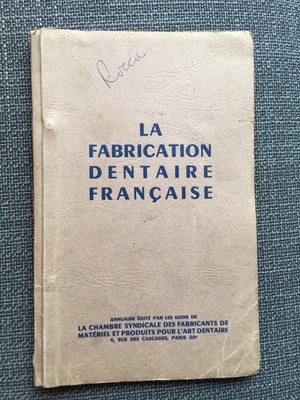 Rocca
LA
FABRICATION
DENTAIRE
FRANÇAISE
ANNUAIRE ÉDITÉ PAR LES SOINS DE
LA CHAMBRE SYNDICALE DES FABRICANTS DE
MATÉRIEL ET PRODUITS POUR L'ART DENTAIRE
4, RUE DES CASCADES, PARIS 20e